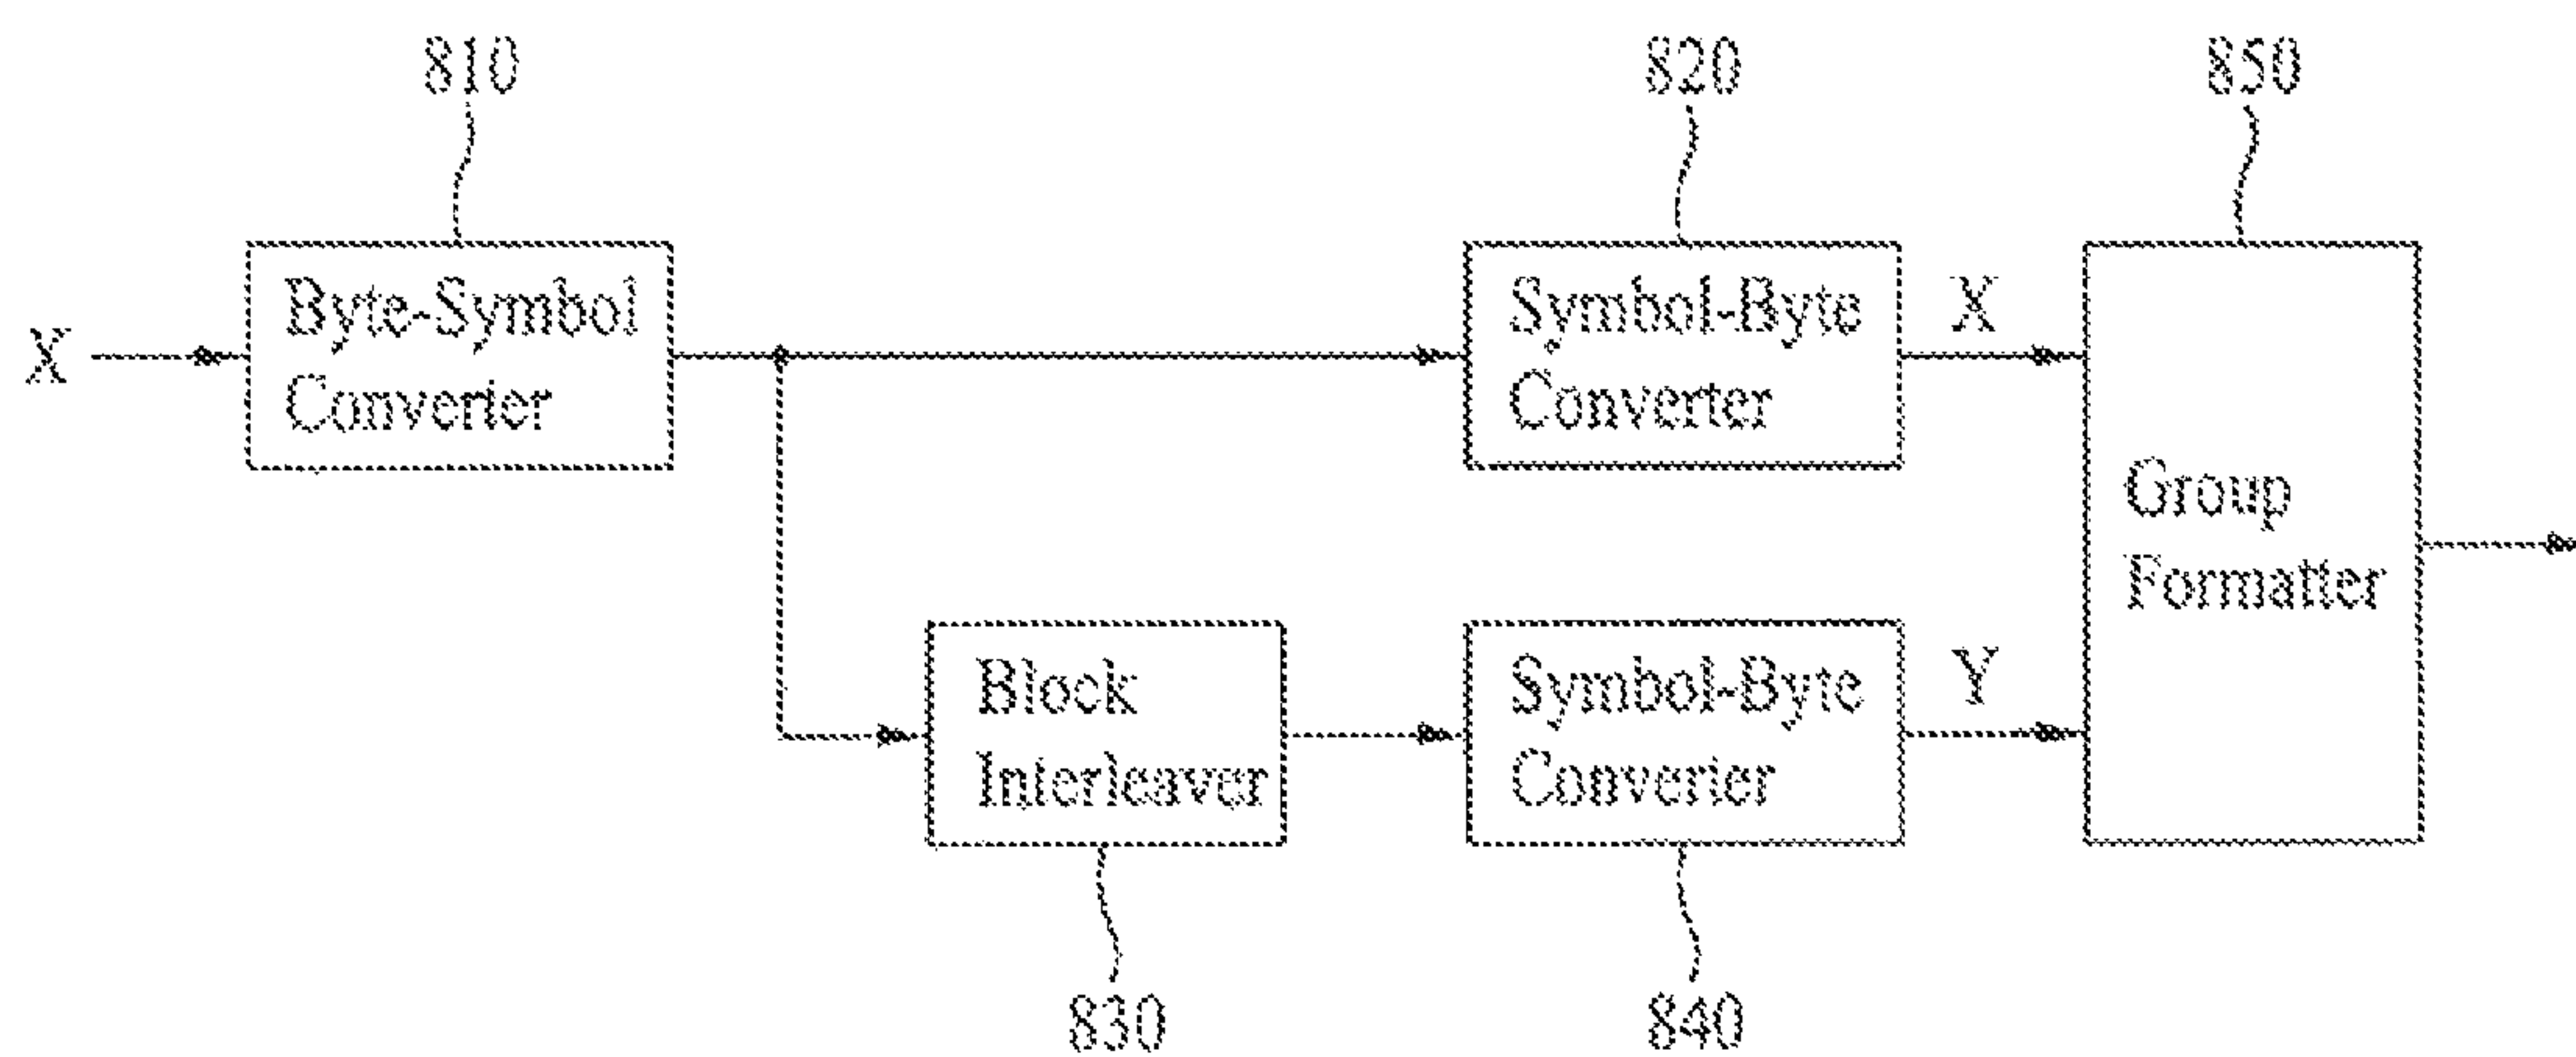 810
820
850
Byte-Symbol
Converter
Symbol-Byte
Converter
X
X
Group
Formatter
Block
Interleaver
Symbol-Byte
Converter
Y
830
840